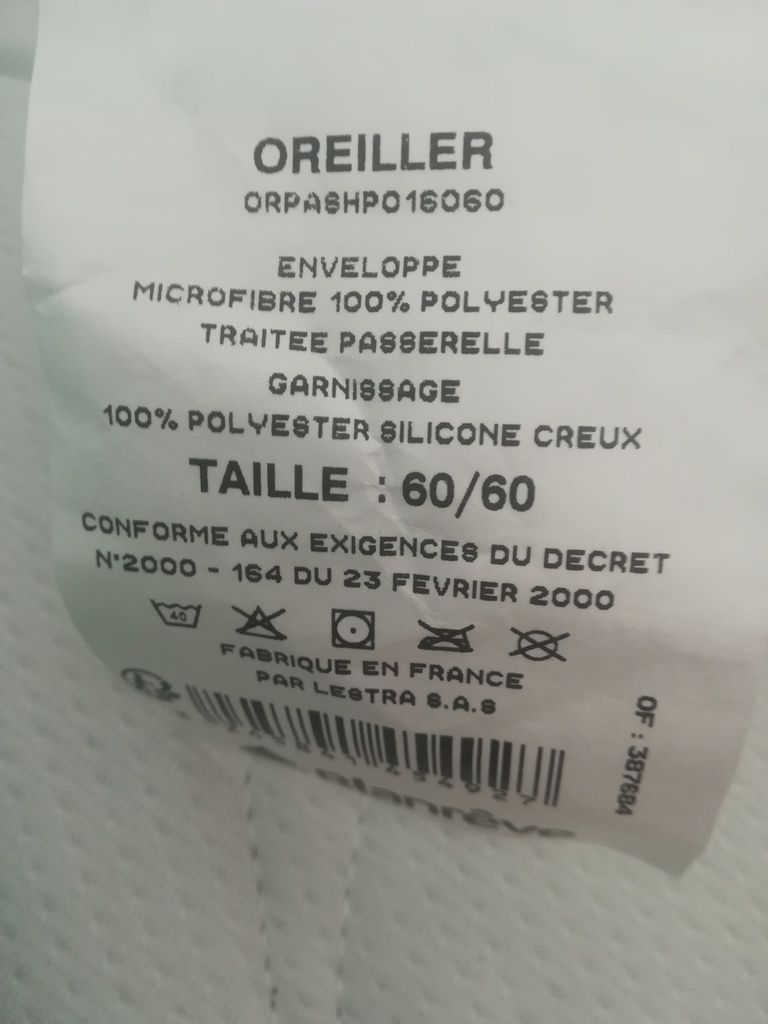 OREILLER
ORPASHPO16060
ENVELOPPE
MICROFIBRE 100% POLYESTER
TRAITEE PASSERELLE
GARNISSAGE
100% POLYESTER SILICONE CREUX
TAILLE : 60/60
CONFORME AUX EXIGENCES DU DECRET
N°2000 - 164 DU 23 FEVRIER 2000
40
FABRIQUE EN FRANCE
PAR LESTRA S.A.S
OF : 387684